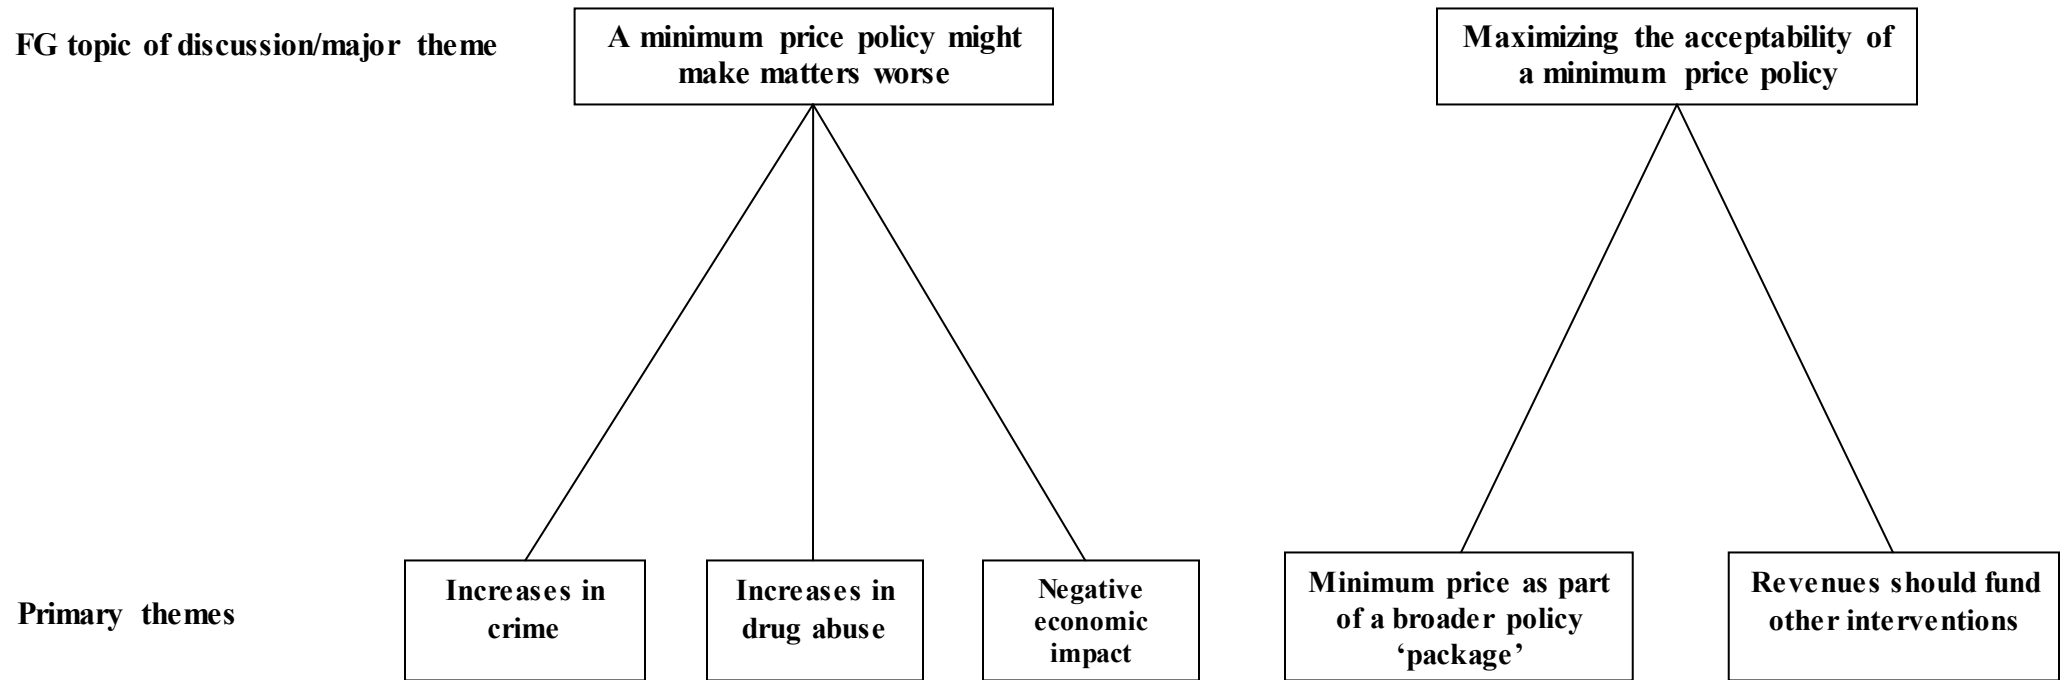 FG topic of discussion/major theme
A minimum price policy might
make matters worse
Maximizing the acceptability of
a minimum price policy
Primary themes
Increases in
crime
Increases in
drug abuse
Negative
economic
impact
Minimum price as part
of a broader policy
‘package’
Revenues should fund
other interventions